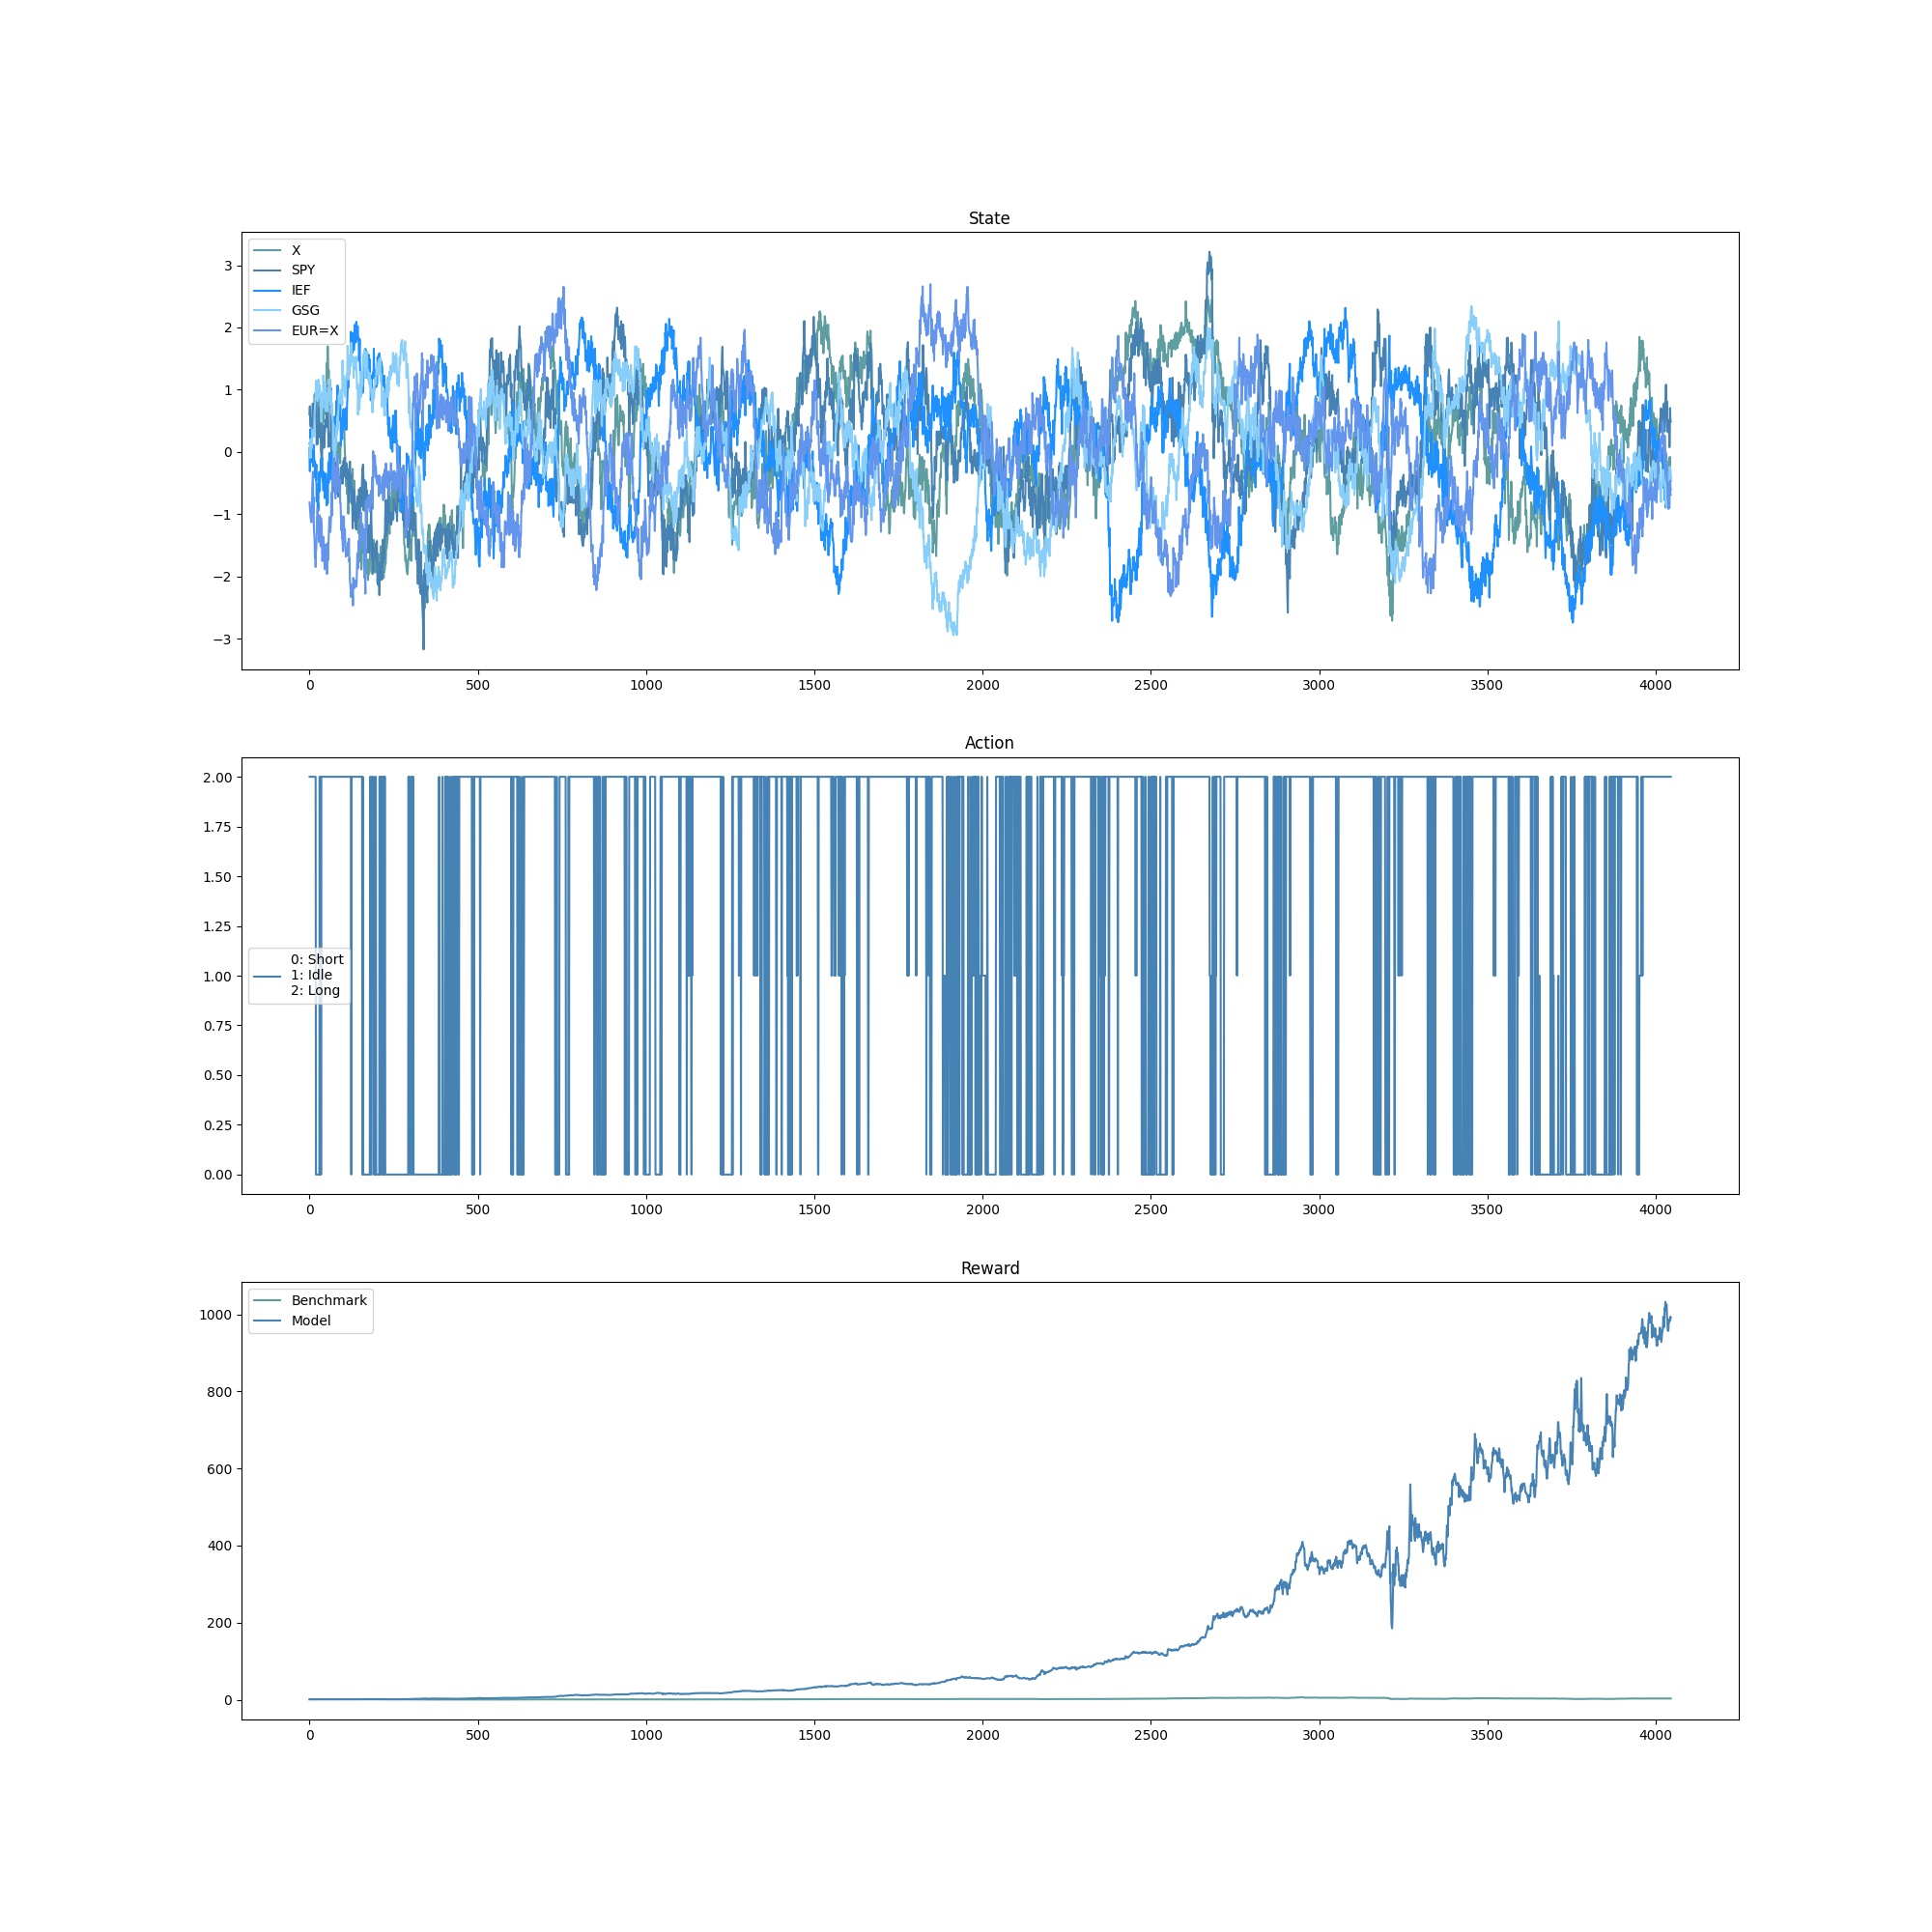 State
X
SPY
IEF
GSG
EUR=X
3
2
1
0
−1
−2
−3
0 500 1000 1500 2000 2500 3000 3500 4000
Action
2.00
1.75
1.50
1.25
1.00
0.75
0.50
0.25
0.00
0: Short
1: Idle
2: Long
0 500 1000 1500 2000 2500 3000 3500 4000
Reward
Benchmark
Model
1000
800
600
400
200
0
0 500 1000 1500 2000 2500 3000 3500 4000